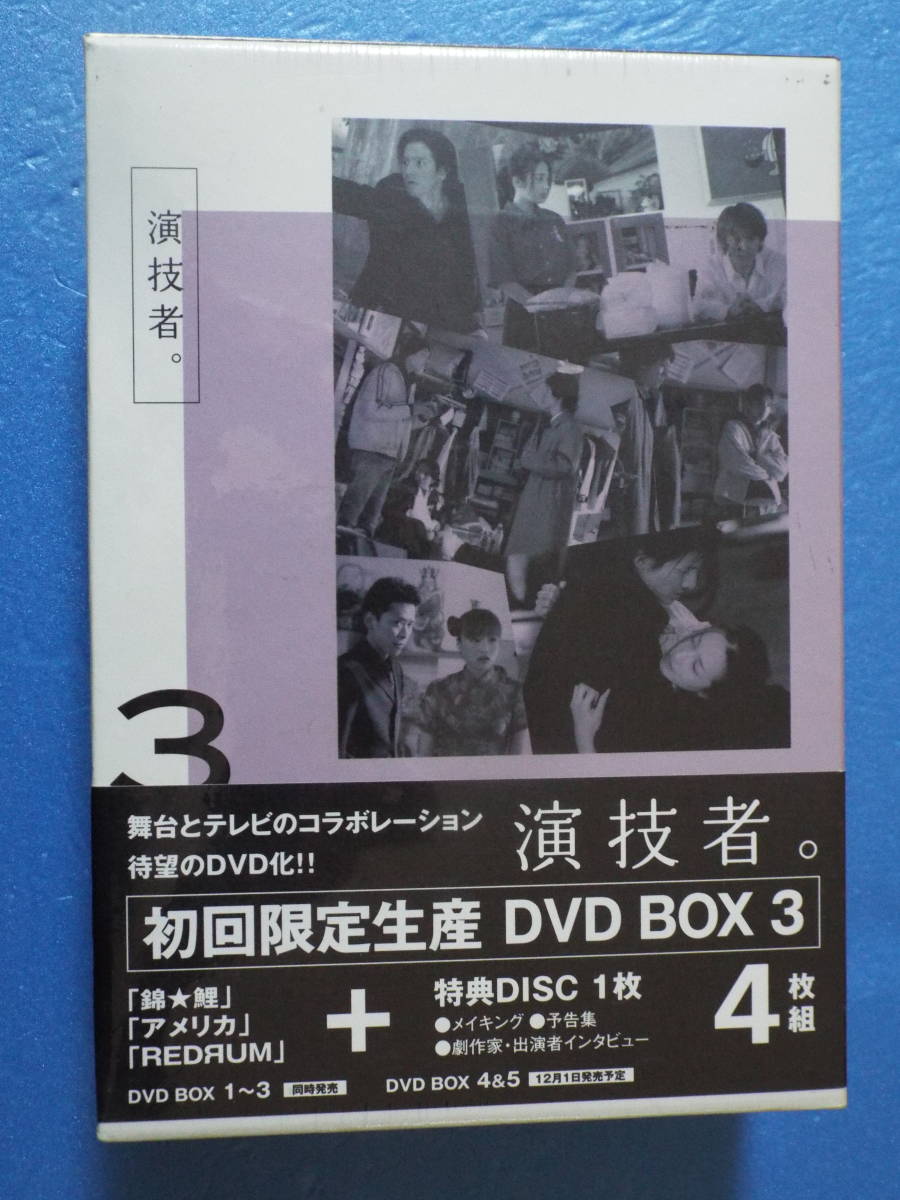 演技者。
3
舞台とテレビのコラボレーション
待望のDVD化!!
演技者。
初回限定生産 DVD BOX 3
「錦★鯉」
「アメリカ」
「REDЯUM」
+
特典DISC 1枚
●メイキング ●予告集
●劇作家・出演者インタビュー
4枚組
DVD BOX 1〜3 同時発売
DVD BOX 4&5 12月1日発売予定